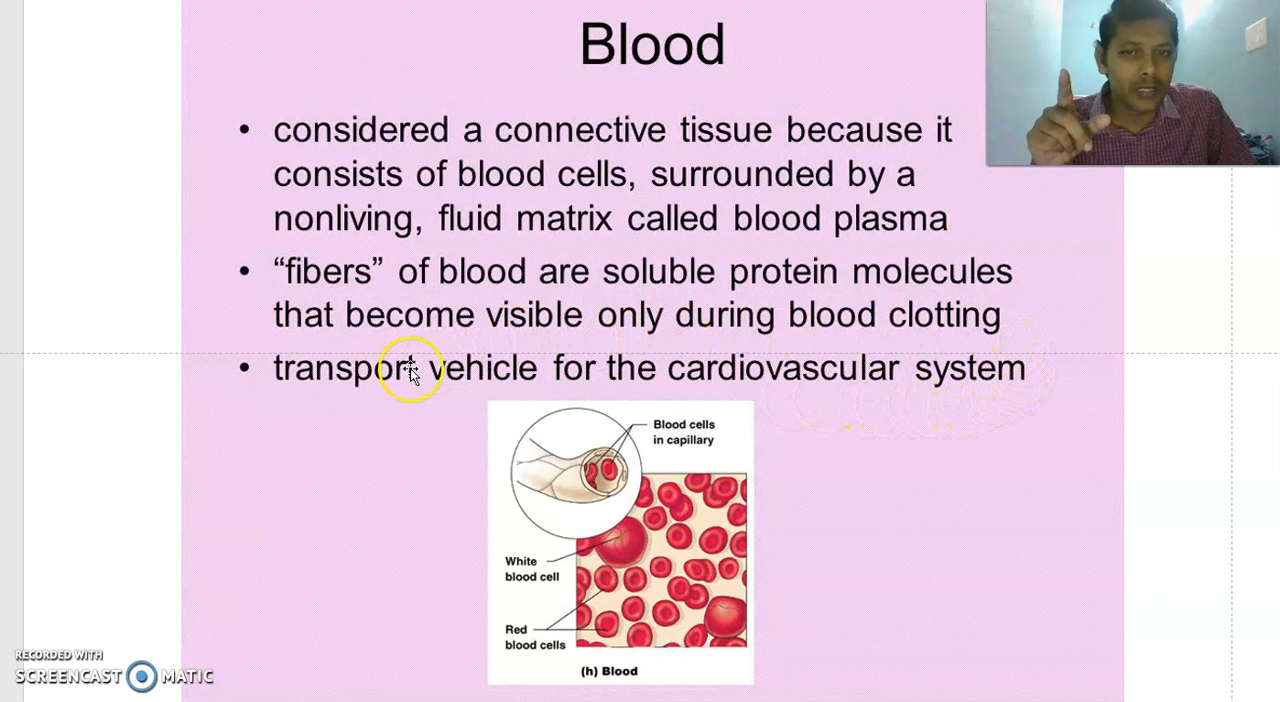 Blood
• considered a connective tissue because it
consists of blood cells, surrounded by a
nonliving, fluid matrix called blood plasma
• “fibers” of blood are soluble protein molecules
that become visible only during blood clotting
• transport vehicle for the cardiovascular system
Blood cells
in capillary
White
blood cell
Red
blood cells
(h) Blood
RECORDED WITH
SCREENCAST MATIC